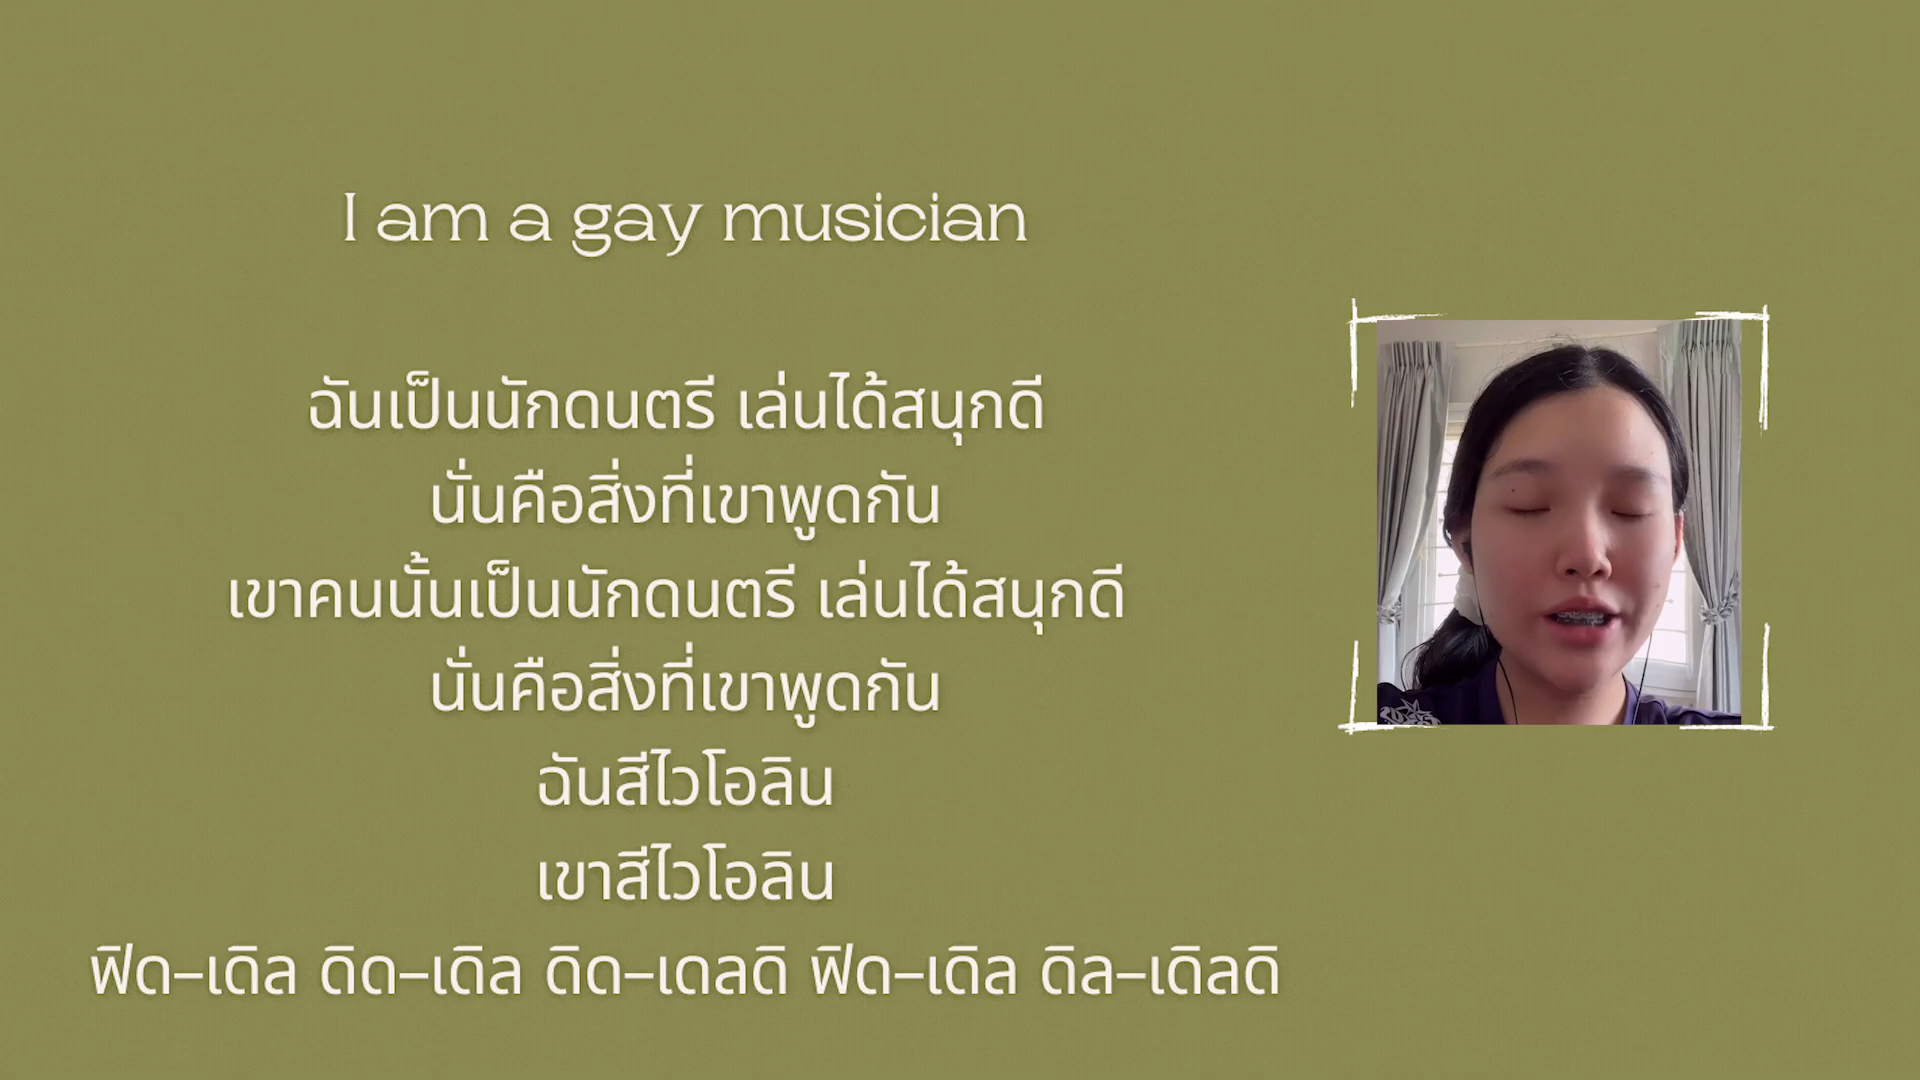 I am a gay musician
ฉันเป็นนักดนตรี เล่นได้สนุกดี
นั่นคือสิ่งที่เขาพูดกัน
เขาคนนั้นเป็นนักดนตรี เล่นได้สนุกดี
นั่นคือสิ่งที่เขาพูดกัน
ฉันสีไวโอลิน
เขาสีไวโอลิน
ฟิด–เดิล ดิด–เดิล ดิด–เดลดิ ฟิด–เดิล ดิล–เดิลดิ